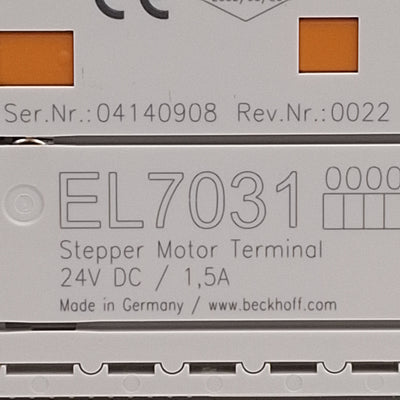 CE
Ser.Nr.:04140908 Rev.Nr.:0022
EL7031
0000
Stepper Motor Terminal
24V DC / 1,5A
Made in Germany / www.beckhoff.com